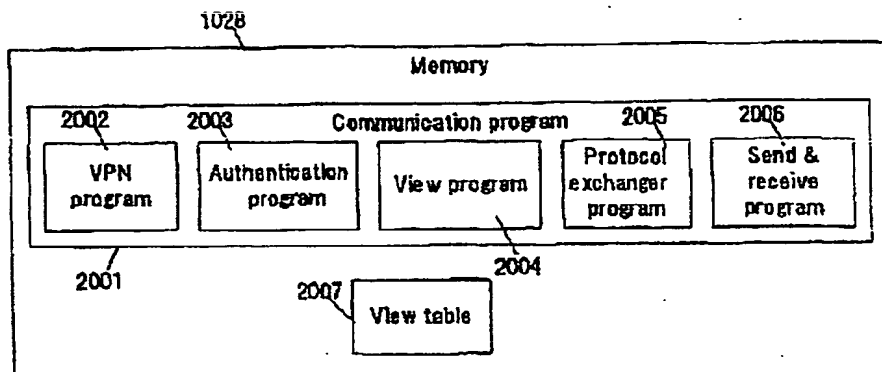 1028
Memory
Communication program
2002
2003
2005
2006
VPN
program
Authentication
program
View program
Protocol
exchanger
program
Send &
receive
program
2001
2004
2007
View table